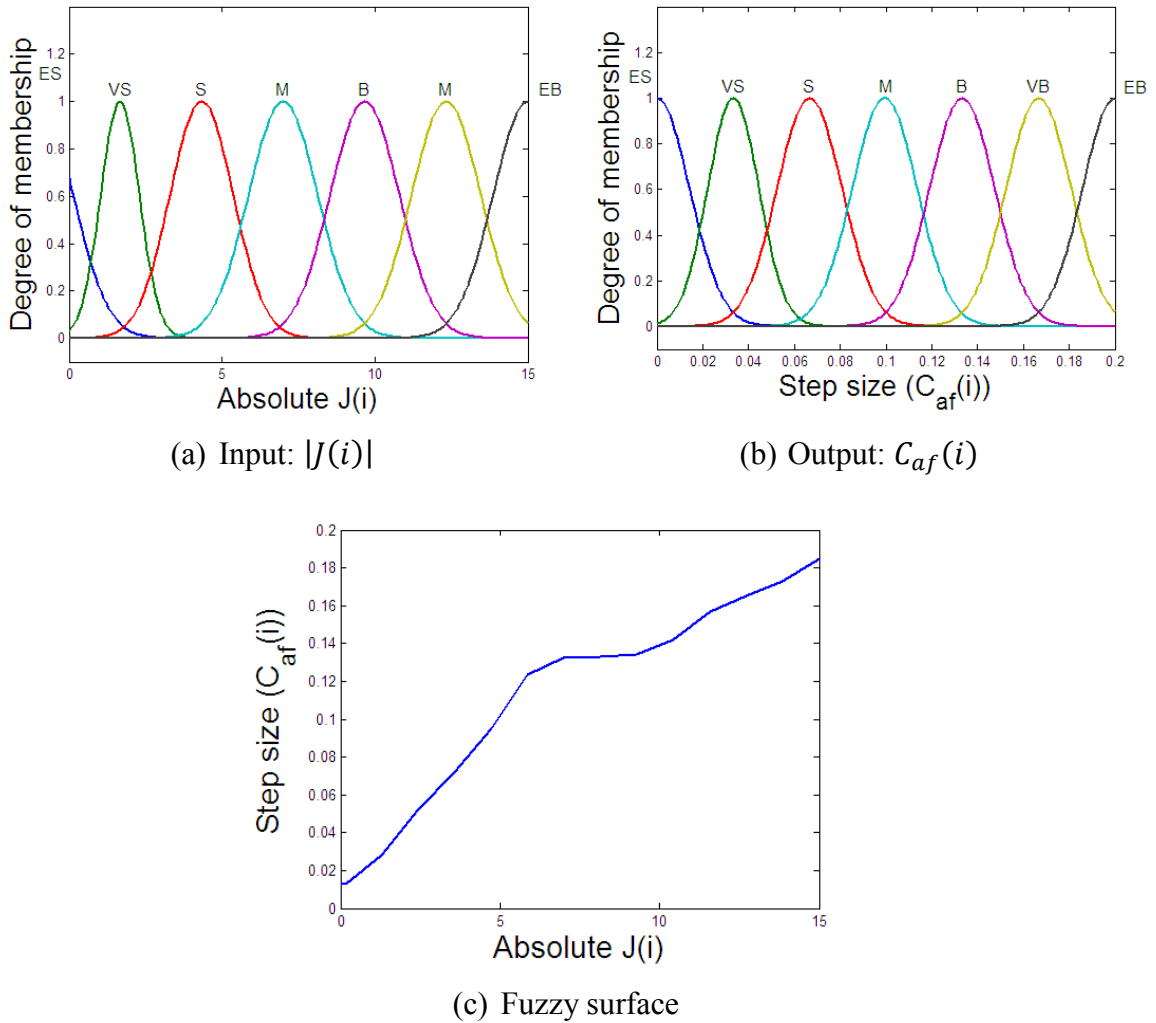 Degree of membership
1.2
1
0.8
0.6
0.4
0.2
0
ES
VS
S
M
B
M
EB
0
5
10
15
Absolute J(i)
(a) Input: |J(i)|
Degree of membership
1.2
1
0.8
0.6
0.4
0.2
0
ES
VS
S
M
B
VB
EB
0
0.02
0.04
0.06
0.08
0.1
0.12
0.14
0.16
0.18
0.2
Step size (C_af(i))
(b) Output: C_af(i)
Step size (C_af(i))
0.2
0.18
0.16
0.14
0.12
0.1
0.08
0.06
0.04
0.02
0
0
5
10
15
Absolute J(i)
(c) Fuzzy surface